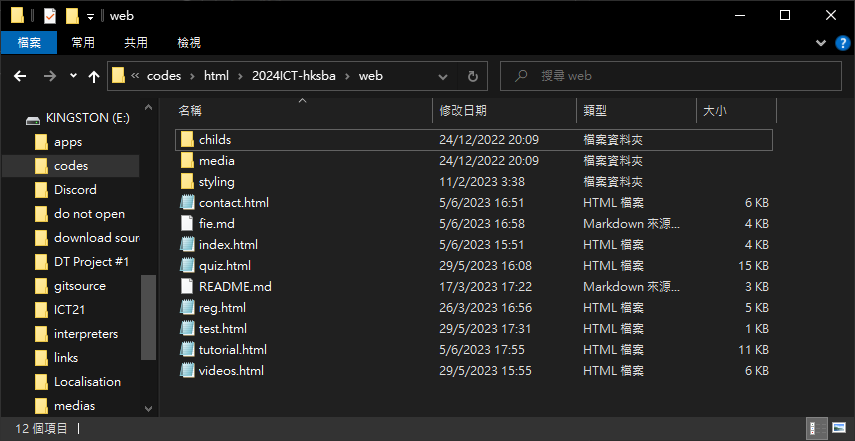 web
檔案 常用 共用 檢視
codes html 2024ICT-hksba web 搜尋 web
KINGSTON (E:)
apps
codes
Discord
do not open
download sour
DT Project #1
gitsource
ICT21
interpreters
links
Localisation
medias
名稱 修改日期 類型 大小
childs 24/12/2022 20:09 檔案資料夾
media 24/12/2022 20:09 檔案資料夾
styling 11/2/2023 3:38 檔案資料夾
contact.html 5/6/2023 16:51 HTML 檔案 6 KB
fie.md 5/6/2023 16:58 Markdown 來源... 4 KB
index.html 5/6/2023 15:51 HTML 檔案 4 KB
quiz.html 29/5/2023 16:08 HTML 檔案 15 KB
README.md 17/3/2023 17:22 Markdown 來源... 3 KB
reg.html 26/3/2023 16:56 HTML 檔案 5 KB
test.html 29/5/2023 17:31 HTML 檔案 1 KB
tutorial.html 5/6/2023 17:55 HTML 檔案 11 KB
videos.html 29/5/2023 15:55 HTML 檔案 6 KB
12 個項目